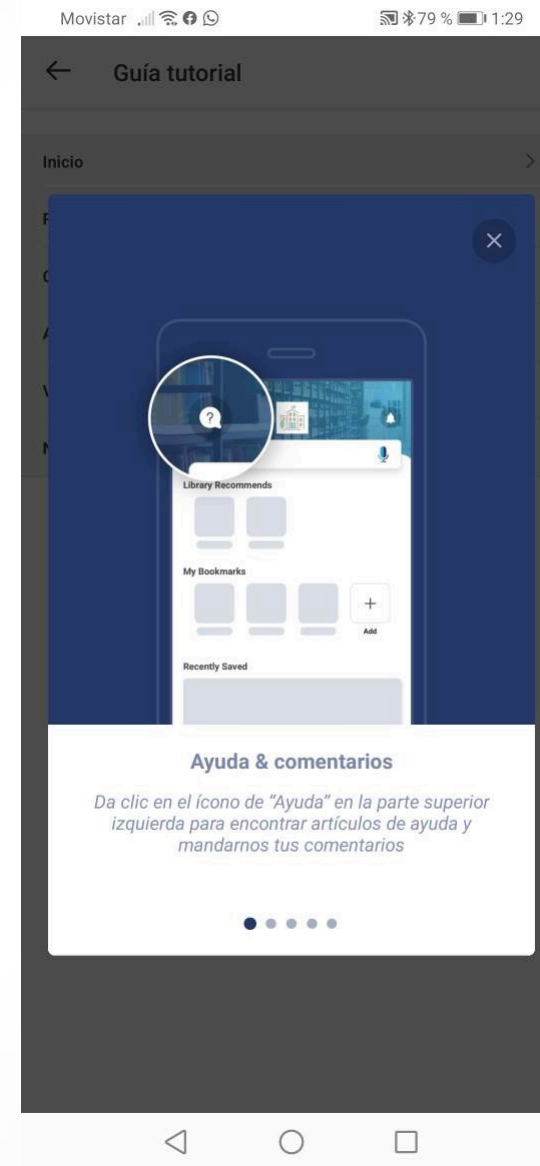 Movistar 79 % 1:29
Guía tutorial
Inicio
Library Recommends
My Bookmarks
Add
Recently Saved
Ayuda & comentarios
Da clic en el ícono de “Ayuda” en la parte superior
izquierda para encontrar artículos de ayuda y
mandarnos tus comentarios